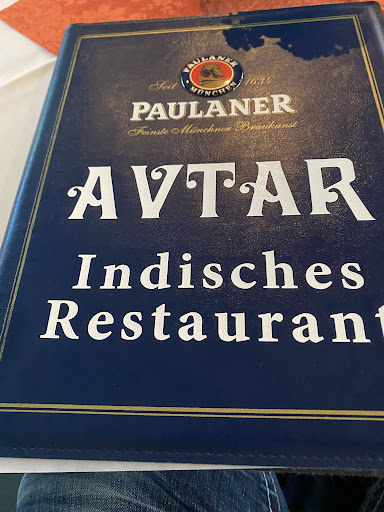 PAULANER
MÜNCHEN
Seit 1634
PAULANER
Feinste Münchner Braukunst
AVTAR
Indisches
Restaurant